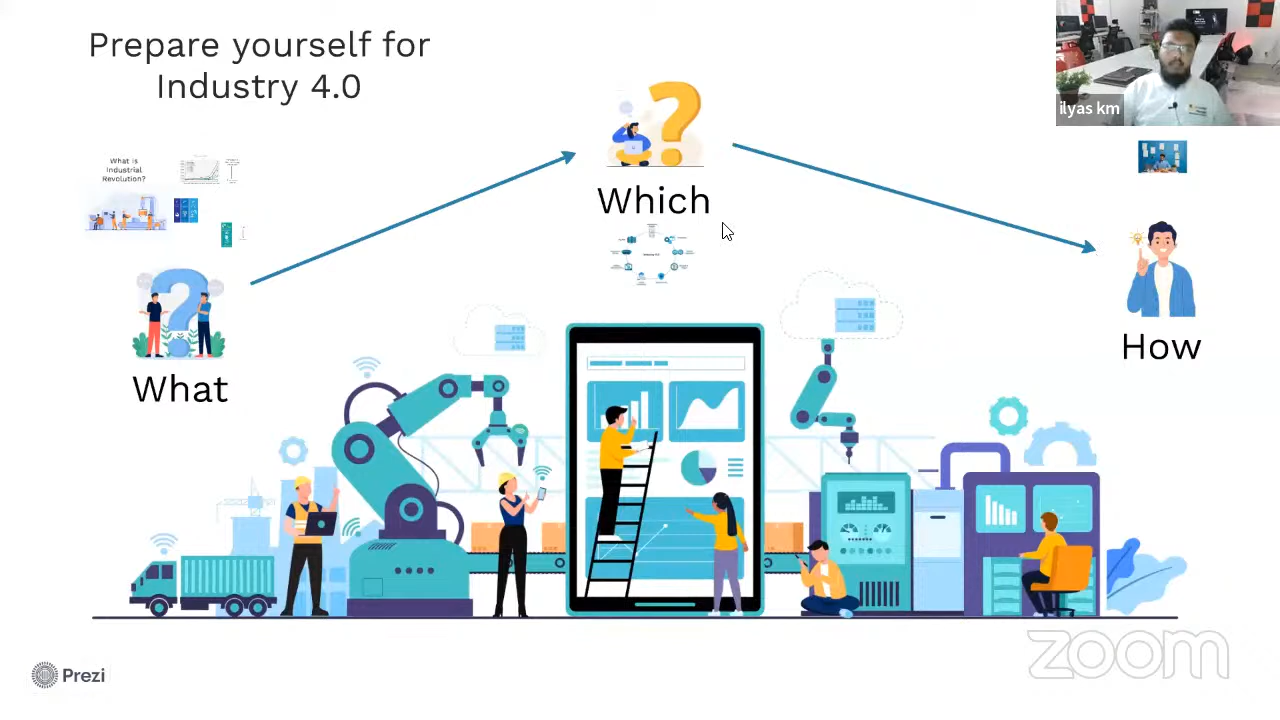 Prepare yourself for
Industry 4.0
ilyas km
What is
Industrial
Revolution?
Which
How
What
Prezi
zoom